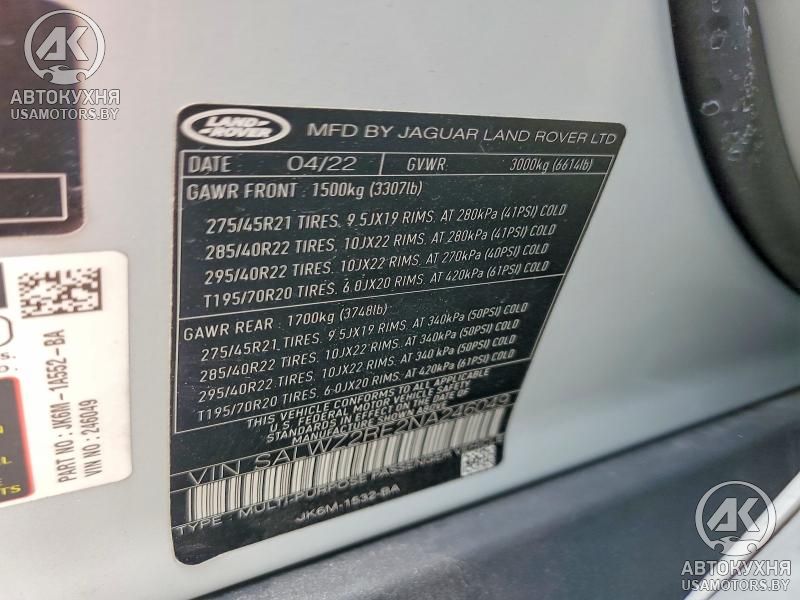 AK
АВТОКУХНЯ
USAMOTORS.BY
LAND ROVER
MFD BY JAGUAR LAND ROVER LTD
DATE 04/22 GVWR: 3000kg (6614lb)
GAWR FRONT : 1500kg (3307lb)
275/45R21 TIRES. 9.5JX19 RIMS. AT 280kPa (41PSI) COLD
285/40R22 TIRES. 10JX22 RIMS. AT 280kPa (41PSI) COLD
295/40R22 TIRES. 10JX22 RIMS. AT 270kPa (40PSI) COLD
T195/70R20 TIRES. 6.0JX20 RIMS. AT 420kPa (61PSI) COLD
GAWR REAR : 1700kg (3748lb)
275/45R21 TIRES. 9.5JX19 RIMS. AT 340kPa (50PSI) COLD
285/40R22 TIRES. 10JX22 RIMS. AT 340kPa (50PSI) COLD
295/40R22 TIRES. 10JX22 RIMS. AT 340 kPa (50PSI) COLD
T195/70R20 TIRES. 6.0JX20 RIMS. AT 420kPa (61PSI) COLD
THIS VEHICLE CONFORMS TO ALL APPLICABLE
U.S. FEDERAL MOTOR VEHICLE SAFETY
STANDARDS IN EFFECT ON THE DATE OF
MANUFACTURE SHOWN ABOVE.
VIN
TYPE : MULTI-PURPOSE PASSENGER VEHICLE
JK6M-1532-BA
PART NO : JK6M-1A552-BA
VIN NO : 246049
AK
АВТОКУХНЯ
USAMOTORS.BY